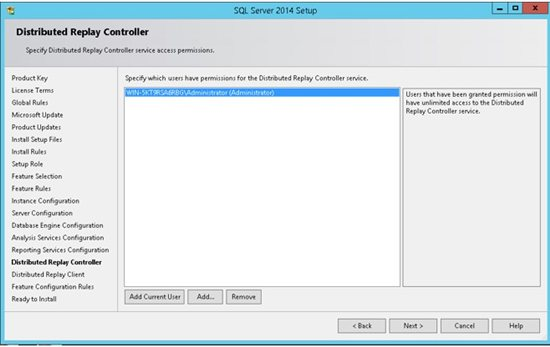 SQL Server 2014 Setup
Distributed Replay Controller
Specify Distributed Replay Controller service access permissions.
Product Key
License Terms
Global Rules
Microsoft Update
Product Updates
Install Setup Files
Install Rules
Setup Role
Feature Selection
Feature Rules
Instance Configuration
Server Configuration
Database Engine Configuration
Analysis Services Configuration
Reporting Services Configuration
Distributed Replay Controller
Distributed Replay Client
Feature Configuration Rules
Ready to Install
Specify which users have permissions for the Distributed Replay Controller service.
WIN-5KT9RSA6RBG\Administrator (Administrator)
Users that have been granted permission will
have unlimited access to the Distributed
Replay Controller service.
Add Current User
Add...
Remove
< Back
Next >
Cancel
Help